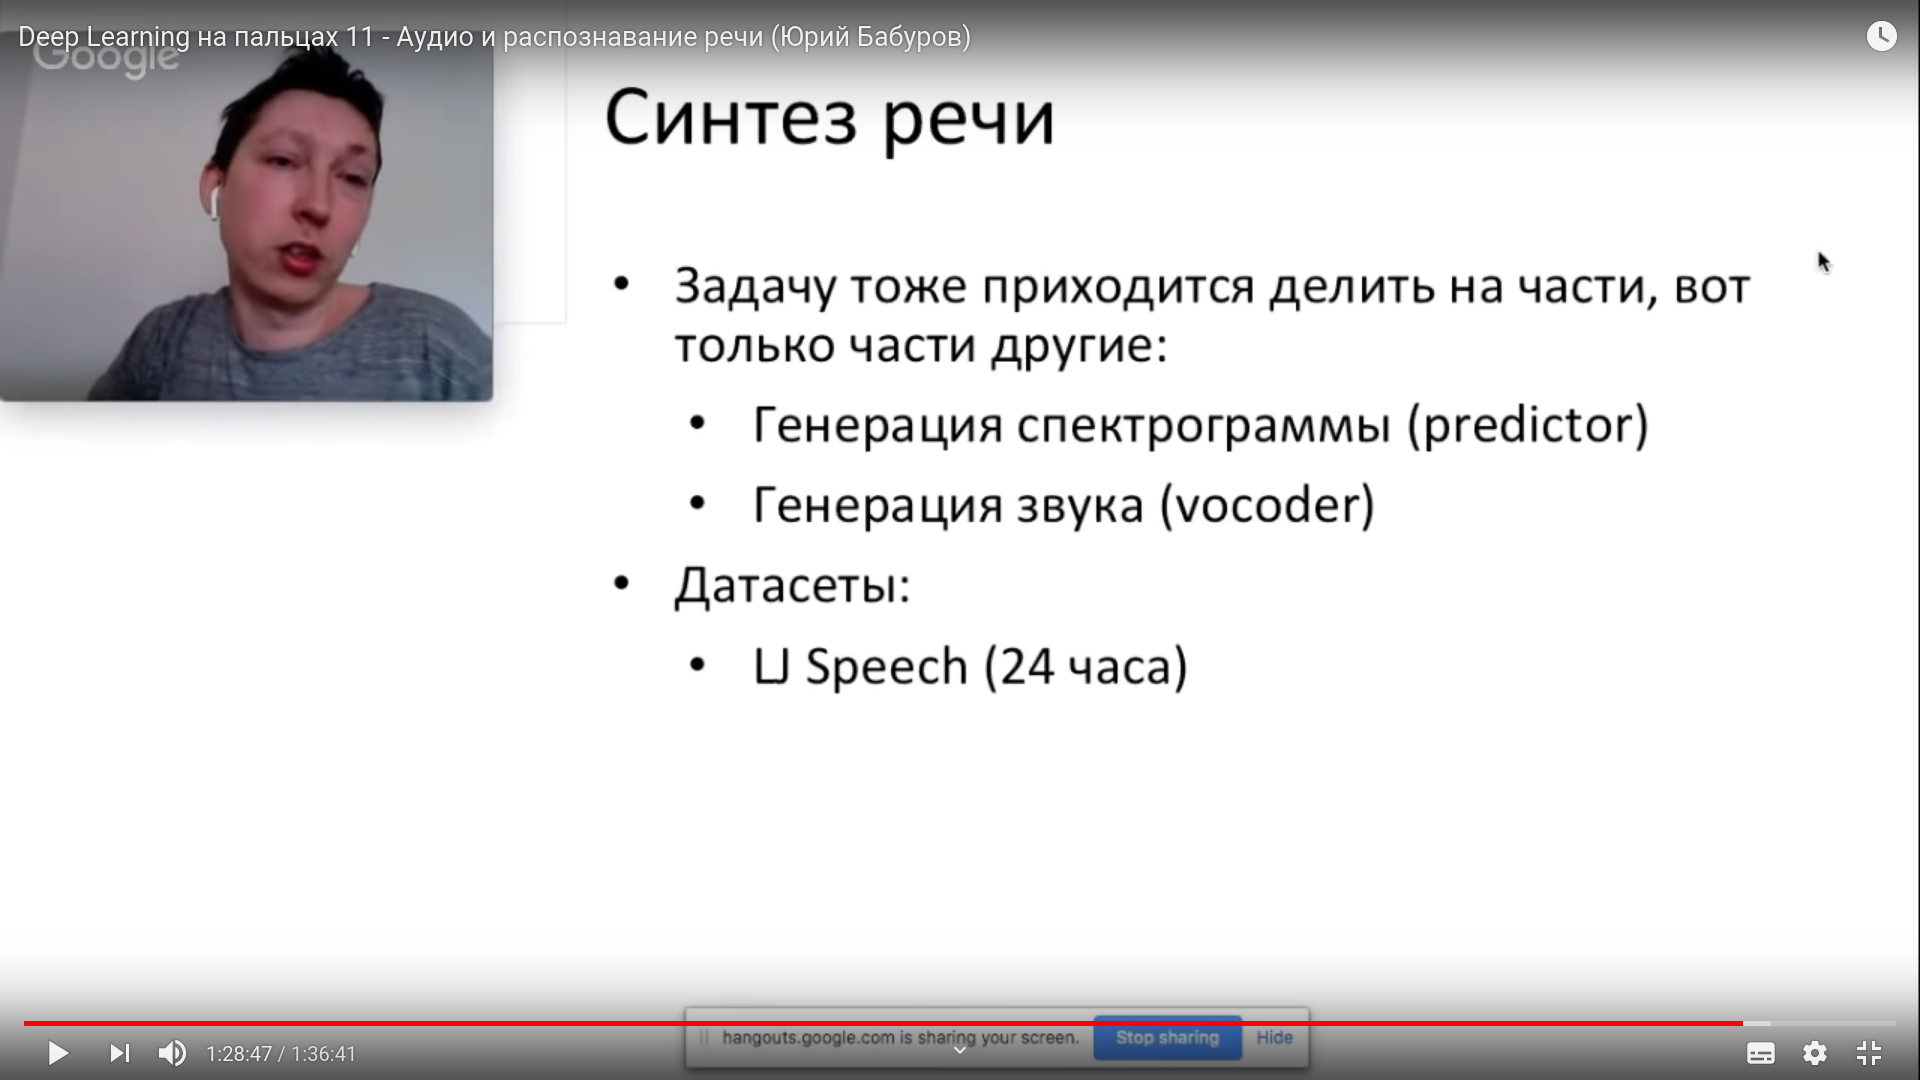 Deep Learning на пальцах 11 - Аудио и распознавание речи (Юрий Бабуров)
Google
Синтез речи
• Задачу тоже приходится делить на части, вот
только части другие:
• Генерация спектрограммы (predictor)
• Генерация звука (vocoder)
• Датасеты:
• LJ Speech (24 часа)
hangouts.google.com is sharing your screen. Stop sharing Hide
1:28:47 / 1:36:41